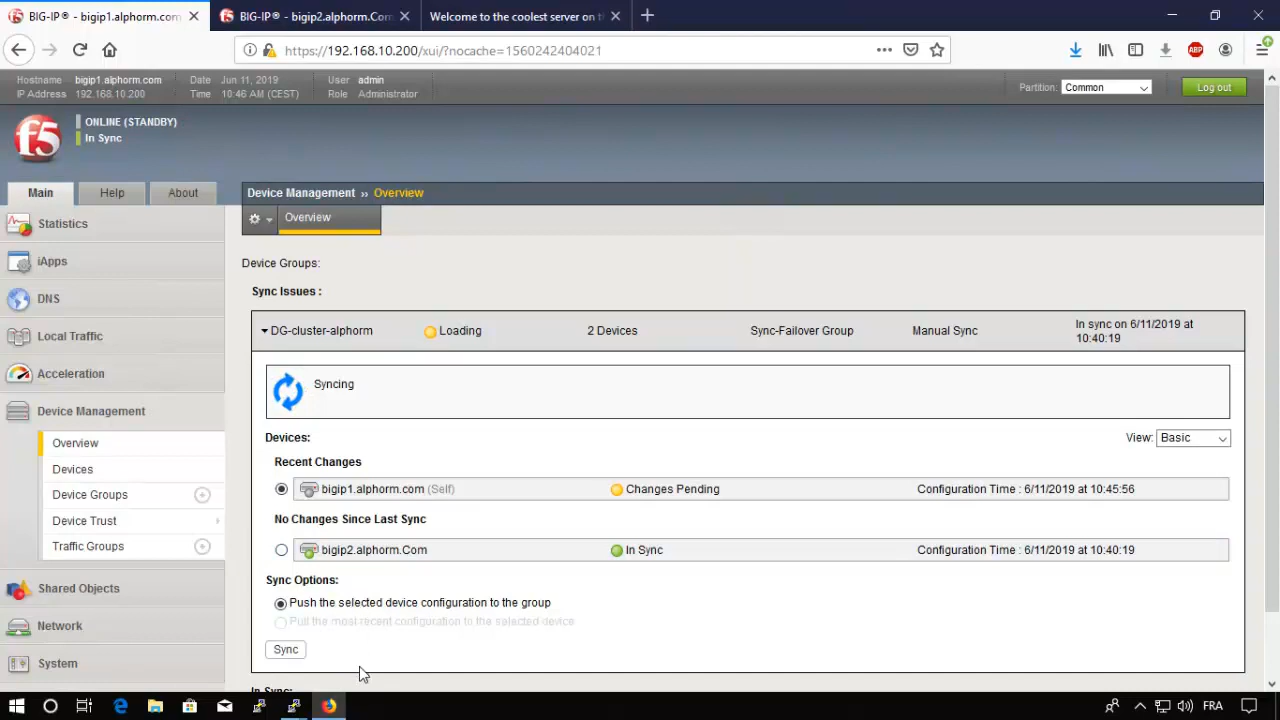 BIG-IP® - bigip1.alphorm.com
BIG-IP® - bigip2.alphorm.Com
Welcome to the coolest server on t
https://192.168.10.200/xui/?nocache=1560242404021
ABP
Hostname bigip1.alphorm.com Date Jun 11, 2019 User admin
IP Address 192.168.10.200 Time 10:46 AM (CEST) Role Administrator
Partition: Common Log out
f5
ONLINE (STANDBY)
In Sync
Main Help About
Device Management ›› Overview
Overview
Statistics
iApps
DNS
Local Traffic
Acceleration
Device Management
Overview
Devices
Device Groups
Device Trust
Traffic Groups
Shared Objects
Network
System
Device Groups:
Sync Issues :
DG-cluster-alphorm Loading 2 Devices Sync-Failover Group Manual Sync In sync on 6/11/2019 at
10:40:19
Syncing
Devices: View: Basic
Recent Changes
bigip1.alphorm.com (Self) Changes Pending Configuration Time : 6/11/2019 at 10:45:56
No Changes Since Last Sync
bigip2.alphorm.Com In Sync Configuration Time : 6/11/2019 at 10:40:19
Sync Options:
Push the selected device configuration to the group
Pull the most recent configuration to the selected device
Sync
In Sync:
FRA